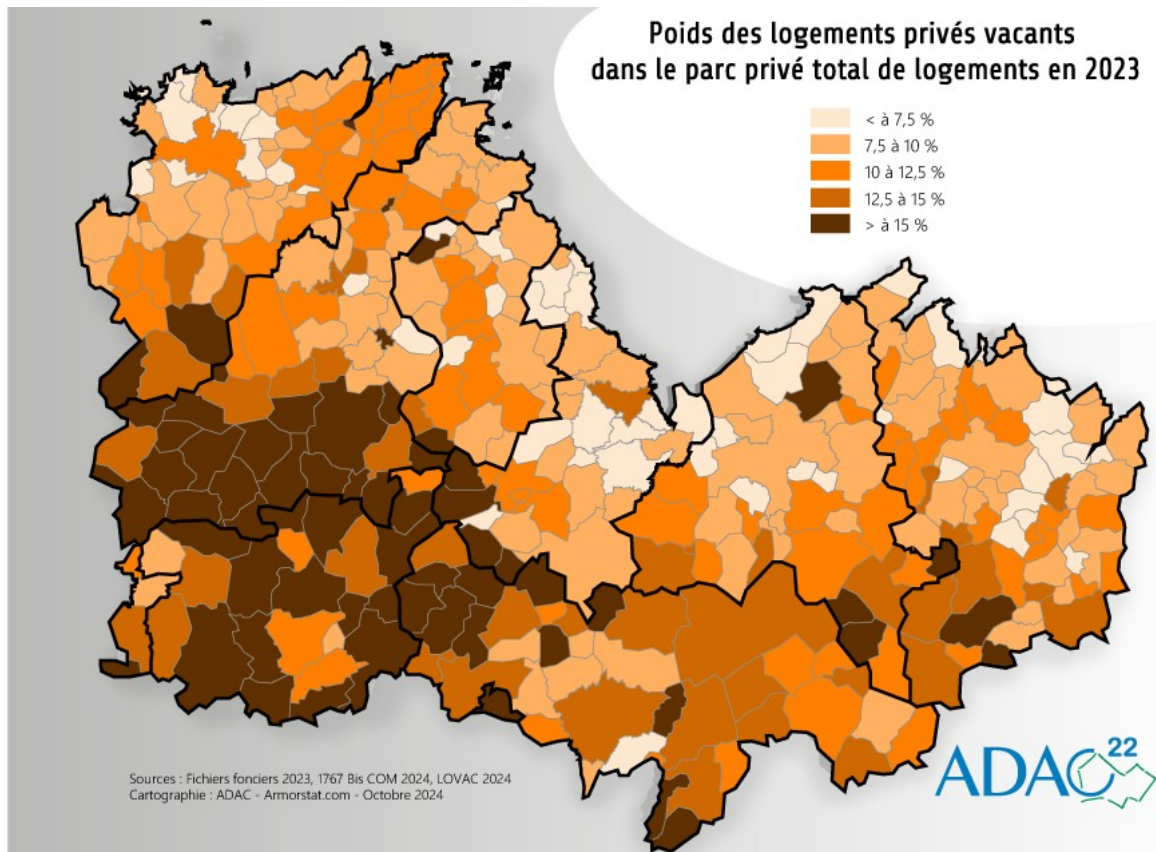 Poids des logements privés vacants
dans le parc privé total de logements en 2023
< à 7,5 %
7,5 à 10 %
10 à 12,5 %
12,5 à 15 %
> à 15 %
Sources : Fichiers fonciers 2023, 1767 Bis COM 2024, LOVAC 2024
Cartographie : ADAC - Armorstat.com - Octobre 2024
ADAC 22